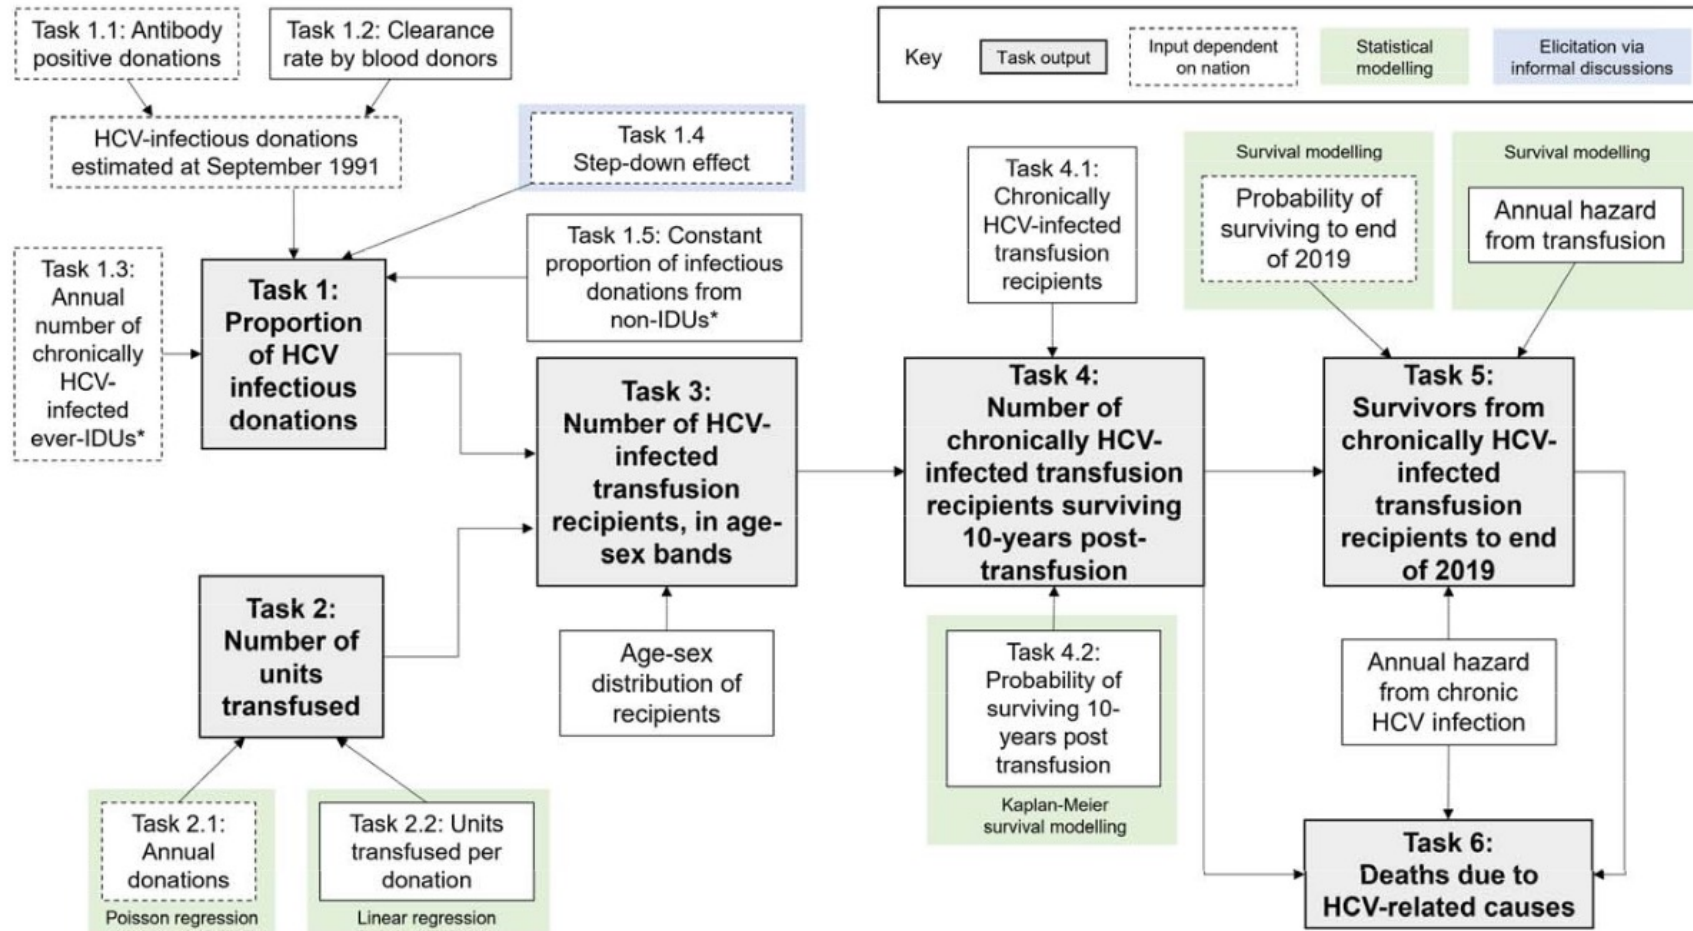 Task 1.1: Antibody
positive donations
Task 1.2: Clearance
rate by blood donors
HCV-infectious donations
estimated at September 1991
Task 1.4
Step-down effect
Key
Task output
Input dependent
on nation
Statistical
modelling
Elicitation via
informal discussions
Task 1.3:
Annual
number of
chronically
HCV-
infected
ever-IDUs*
Task 1:
Proportion
of HCV
infectious
donations
Task 1.5: Constant
proportion of infectious
donations from
non-IDUs*
Task 2:
Number of
units
transfused
Task 2.1:
Annual
donations
Poisson regression
Task 2.2: Units
transfused per
donation
Linear regression
Task 3:
Number of HCV-
infected
transfusion
recipients, in age-
sex bands
Age-sex
distribution of
recipients
Task 4.1:
Chronically
HCV-infected
transfusion
recipients
Task 4:
Number of
chronically HCV-
infected transfusion
recipients surviving
10-years post-
transfusion
Task 4.2:
Probability of
surviving 10-
years post
transfusion
Kaplan-Meier
survival modelling
Survival modelling
Probability of
surviving to end
of 2019
Survival modelling
Annual hazard
from transfusion
Task 5:
Survivors from
chronically HCV-
infected
transfusion
recipients to end
of 2019
Annual hazard
from chronic
HCV infection
Task 6:
Deaths due to
HCV-related causes